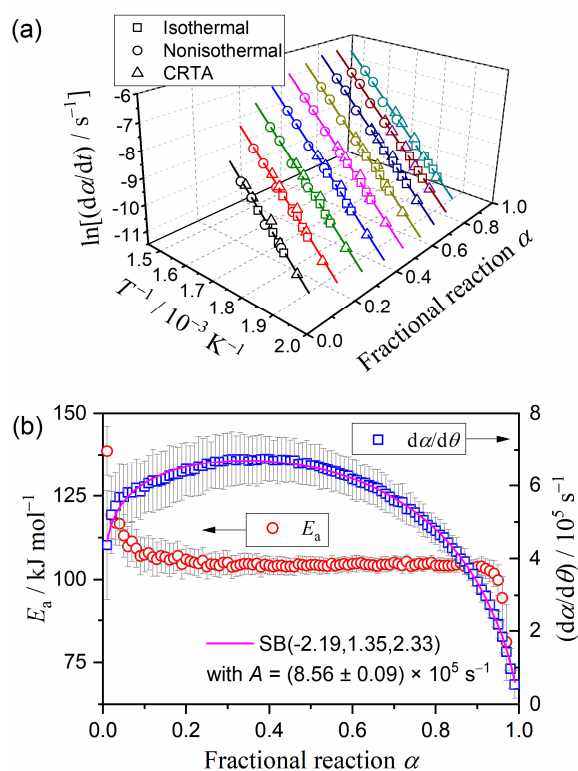 (a)
Isothermal
Nonisothermal
CRTA
ln[(dα/dt) / s⁻¹]
-6
-7
-8
-9
-10
-11
1.5
1.6
1.7
1.8
1.9
2.0
T⁻¹ / 10⁻³ K⁻¹
0.0
0.2
0.4
0.6
0.8
1.0
Fractional reaction α
(b)
150
125
100
75
Eₐ / kJ mol⁻¹
dα/dθ
Eₐ
SB(-2.19,1.35,2.33)
with A = (8.56 ± 0.09) × 10⁵ s⁻¹
8
6
4
2
0
(dα/dθ) / 10⁵ s⁻¹
0.0 0.2 0.4 0.6 0.8 1.0
Fractional reaction α